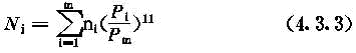 N_i = \sum_{i=1}^{m} n_i (\frac{P_i}{P_m})^{11} (4.3.3)